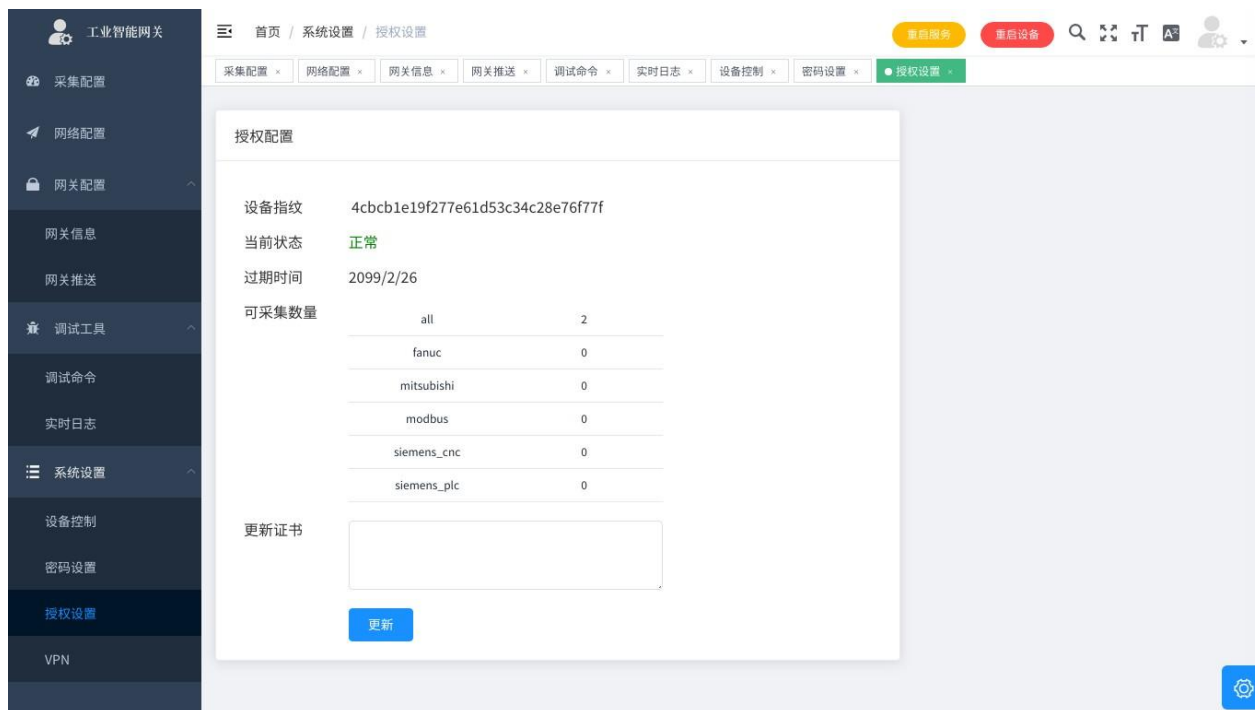 工业智能网关
首页 / 系统设置 / 授权设置
重启服务
重启设备
采集配置 ×
网络配置 ×
网关信息 ×
网关推送 ×
调试命令 ×
实时日志 ×
设备控制 ×
密码设置 ×
授权设置 ×
采集配置
网络配置
网关配置
网关信息
网关推送
调试工具
调试命令
实时日志
系统设置
设备控制
密码设置
授权设置
VPN
授权配置
设备指纹 4cbcb1e19f277e61d53c34c28e76f77f
当前状态 正常
过期时间 2099/2/26
可采集数量
all 2
fanuc 0
mitsubishi 0
modbus 0
siemens_cnc 0
siemens_plc 0
更新证书
更新